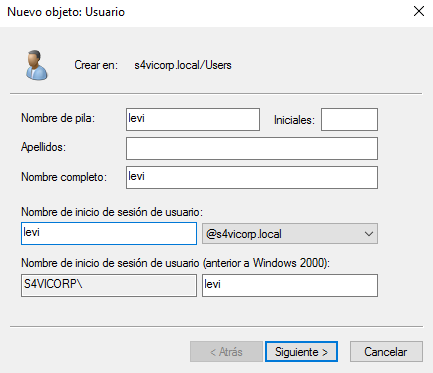 Nuevo objeto: Usuario
Crear en: s4vicorp.local/Users
Nombre de pila: levi Iniciales:
Apellidos:
Nombre completo: levi
Nombre de inicio de sesión de usuario:
levi @s4vicorp.local
Nombre de inicio de sesión de usuario (anterior a Windows 2000):
S4VICORP\ levi
< Atrás Siguiente > Cancelar